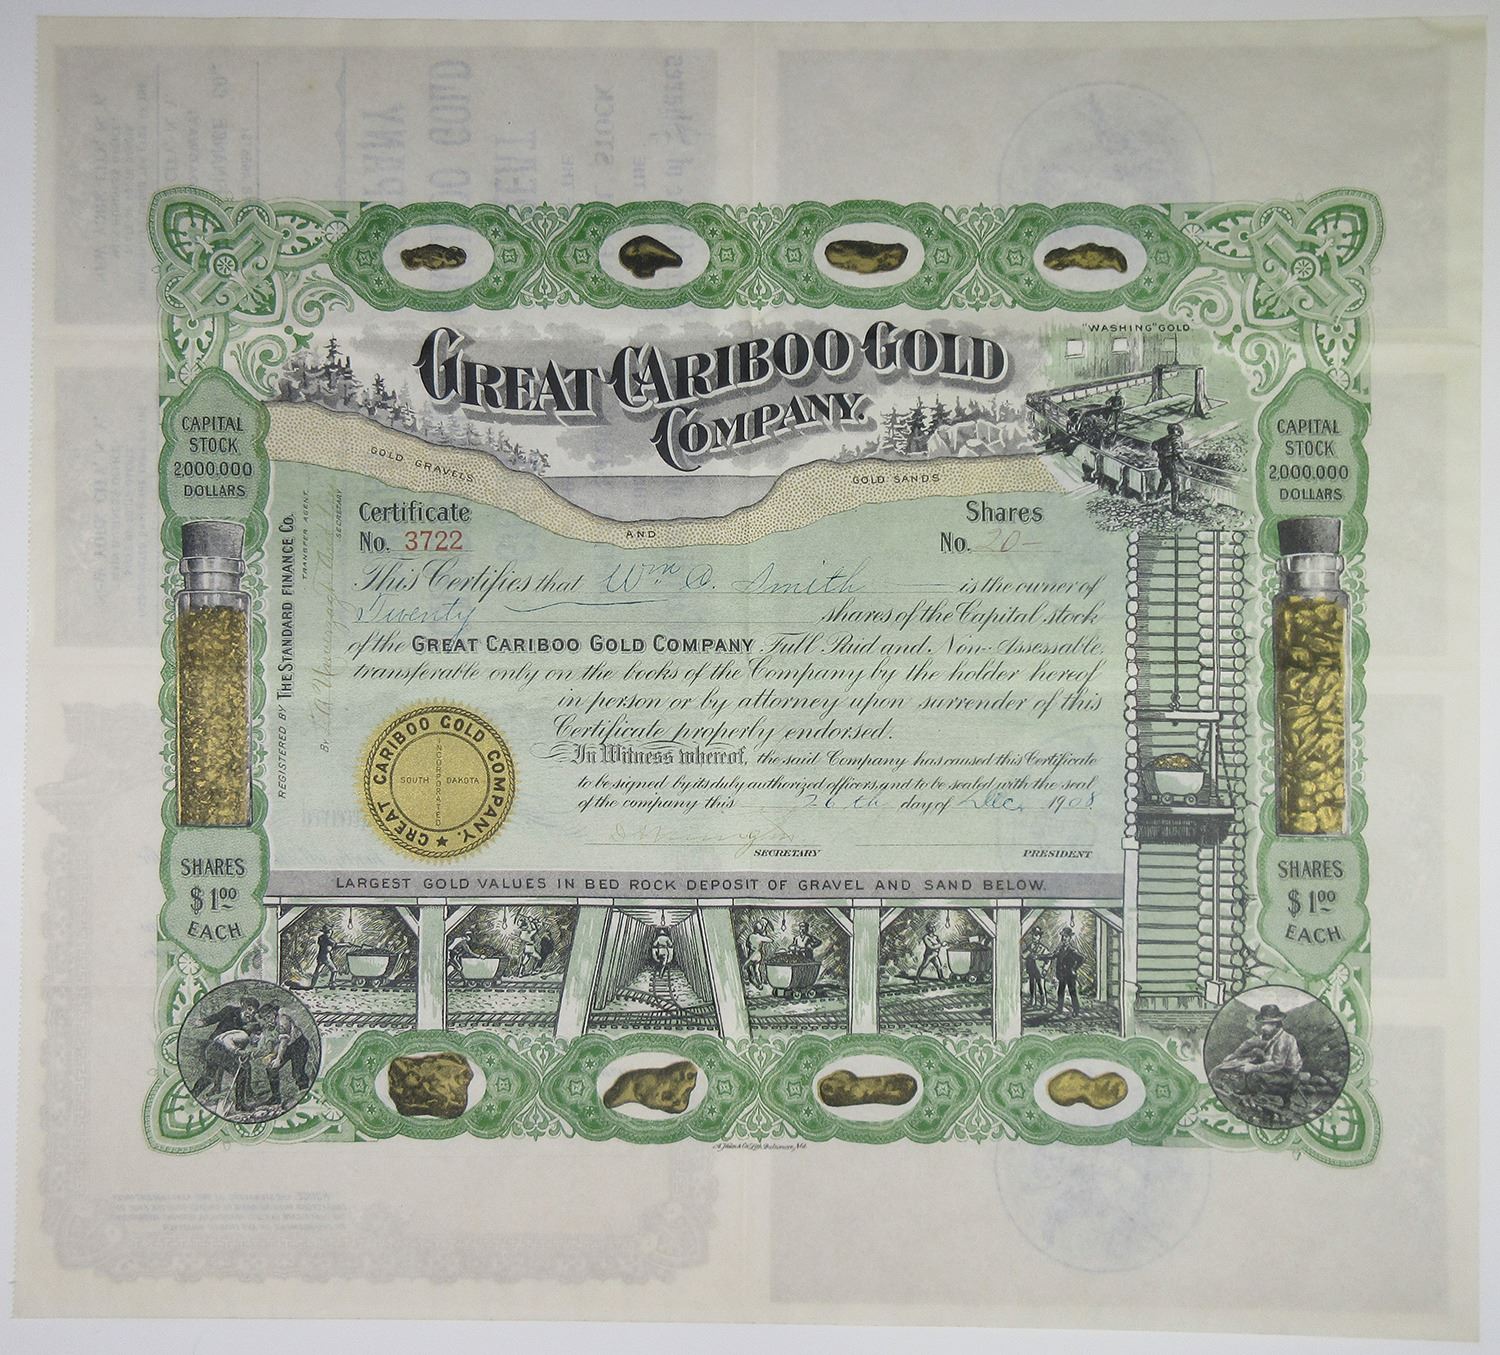 "WASHING" GOLD.
GREAT CARIBOO GOLD
COMPANY.
CAPITAL
STOCK
2,000,000
DOLLARS
CAPITAL
STOCK
2,000,000
DOLLARS
GOLD GRAVELS
AND
GOLD SANDS
Certificate
No. 3722
Shares
No. 20
This Certifies that Wm Smith is the owner of
Twenty shares of the Capital stock
of the GREAT CARIBOO GOLD COMPANY Full Paid and Non-Assessable,
transferable only on the books of the Company by the holder hereof
in person or by attorney upon surrender of this
Certificate properly endorsed.
In Witness whereof, the said Company has caused this Certificate
to be signed by its duly authorized officers and to be sealed with the seal
of the company this 26th day of Dec. 1908
SECRETARY
PRESIDENT
REGISTERED BY THE STANDARD FINANCE CO.
TRANSFER AGENT
By
SECRETARY
GREAT CARIBOO GOLD COMPANY.
INCORPORATED
SOUTH DAKOTA
SHARES
$1.00
EACH
SHARES
$1.00
EACH
LARGEST GOLD VALUES IN BED ROCK DEPOSIT OF GRAVEL AND SAND BELOW.